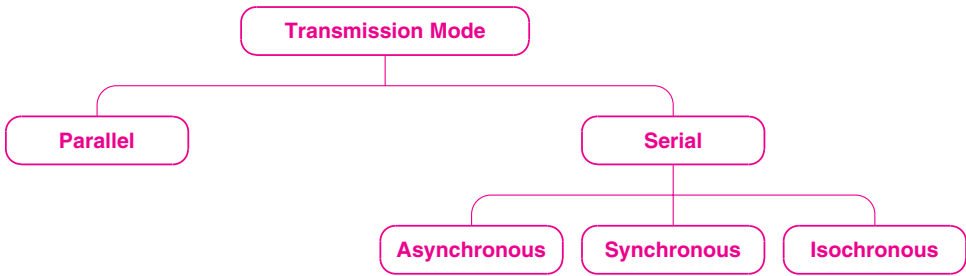 Transmission Mode
Parallel
Serial
Asynchronous
Synchronous
Isochronous